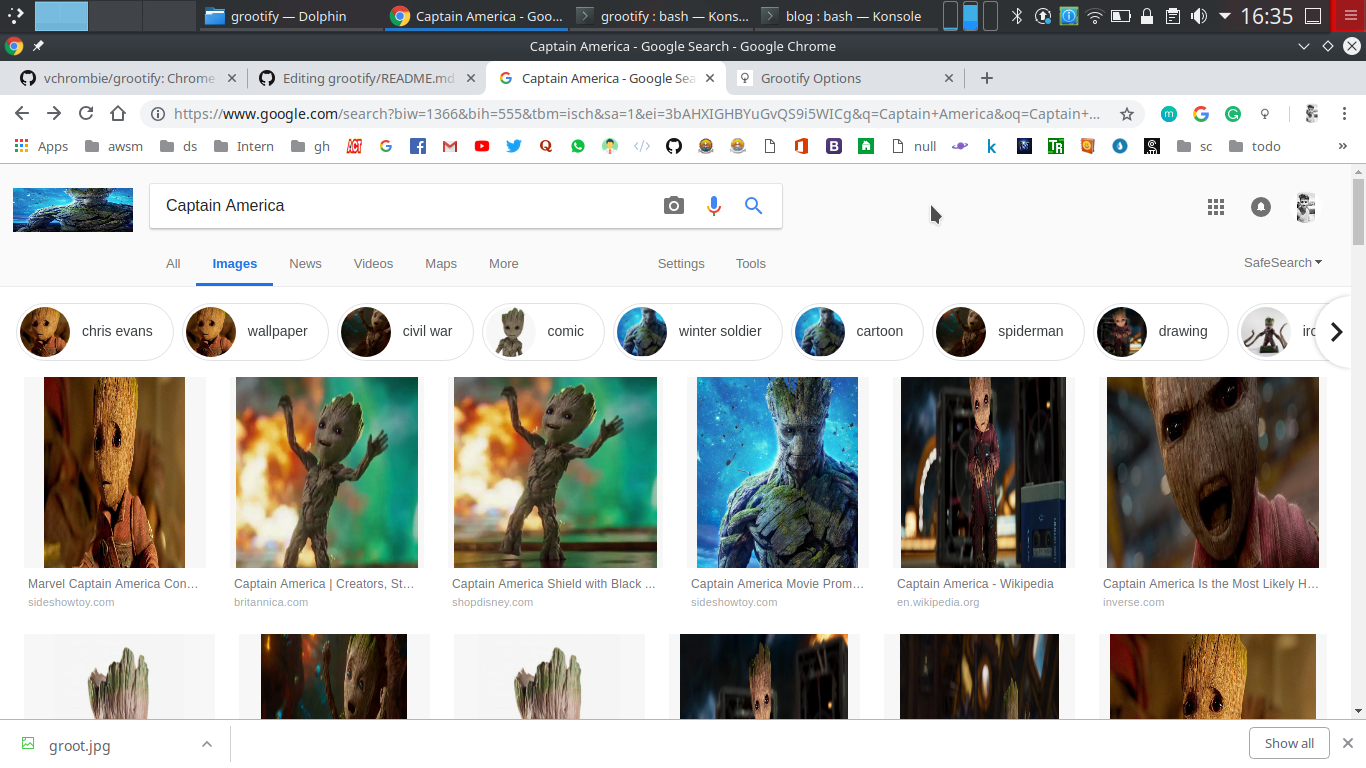 grootify — Dolphin
Captain America - Goo...
grootify : bash — Kons...
blog : bash — Konsole
16:35
Captain America - Google Search - Google Chrome
vchrombie/grootify: Chrome
Editing grootify/README.md
Captain America - Google Sea
Grootify Options
https://www.google.com/search?biw=1366&bih=555&tbm=isch&sa=1&ei=3bAHXIGHBYuGvQS9i5WICg&q=Captain+America&oq=Captain+...
Apps
awsm
ds
Intern
gh
null
sc
todo
Captain America
All
Images
News
Videos
Maps
More
Settings
Tools
SafeSearch
chris evans
wallpaper
civil war
comic
winter soldier
cartoon
spiderman
drawing
iro
Marvel Captain America Con...
Captain America | Creators, St...
Captain America Shield with Black ...
Captain America Movie Prom...
Captain America - Wikipedia
Captain America Is the Most Likely H...
sideshowtoy.com
britannica.com
shopdisney.com
sideshowtoy.com
en.wikipedia.org
inverse.com
groot.jpg
Show all